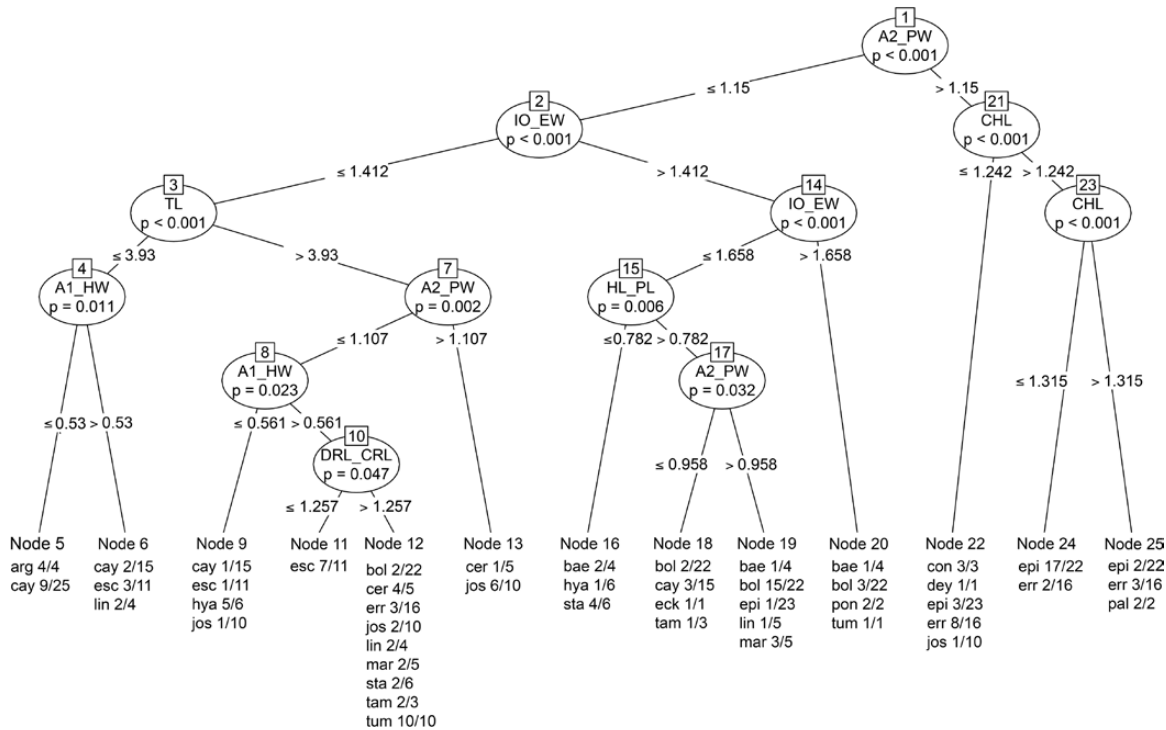 1
A2_PW
p < 0.001
≤ 1.15
> 1.15
2
IO_EW
p < 0.001
21
CHL
p < 0.001
≤ 1.412
> 1.412
≤ 1.242
> 1.242
3
TL
p < 0.001
14
IO_EW
p < 0.001
23
CHL
p < 0.001
≤ 3.93
> 3.93
≤ 1.658
> 1.658
4
A1_HW
p = 0.011
7
A2_PW
p = 0.002
15
HL_PL
p = 0.006
≤ 1.107
> 1.107
≤0.782
> 0.782
8
A1_HW
p = 0.023
17
A2_PW
p = 0.032
≤ 1.315
> 1.315
≤ 0.53
> 0.53
≤ 0.561
> 0.561
10
DRL_CRL
p = 0.047
≤ 0.958
> 0.958
≤ 1.257
> 1.257
Node 5
arg 4/4
cay 9/25
Node 6
cay 2/15
esc 3/11
lin 2/4
Node 9
cay 1/15
esc 1/11
hya 5/6
jos 1/10
Node 11
esc 7/11
Node 12
bol 2/22
cer 4/5
err 3/16
jos 2/10
lin 2/4
mar 2/5
sta 2/6
tam 2/3
tum 10/10
Node 13
cer 1/5
jos 6/10
Node 16
bae 2/4
hya 1/6
sta 4/6
Node 18
bol 2/22
cay 3/15
eck 1/1
tam 1/3
Node 19
bae 1/4
bol 15/22
epi 1/23
lin 1/5
mar 3/5
Node 20
bae 1/4
bol 3/22
pon 2/2
tum 1/1
Node 22
con 3/3
dey 1/1
epi 3/23
err 8/16
jos 1/10
Node 24
epi 17/22
err 2/16
Node 25
epi 2/22
err 3/16
pal 2/2